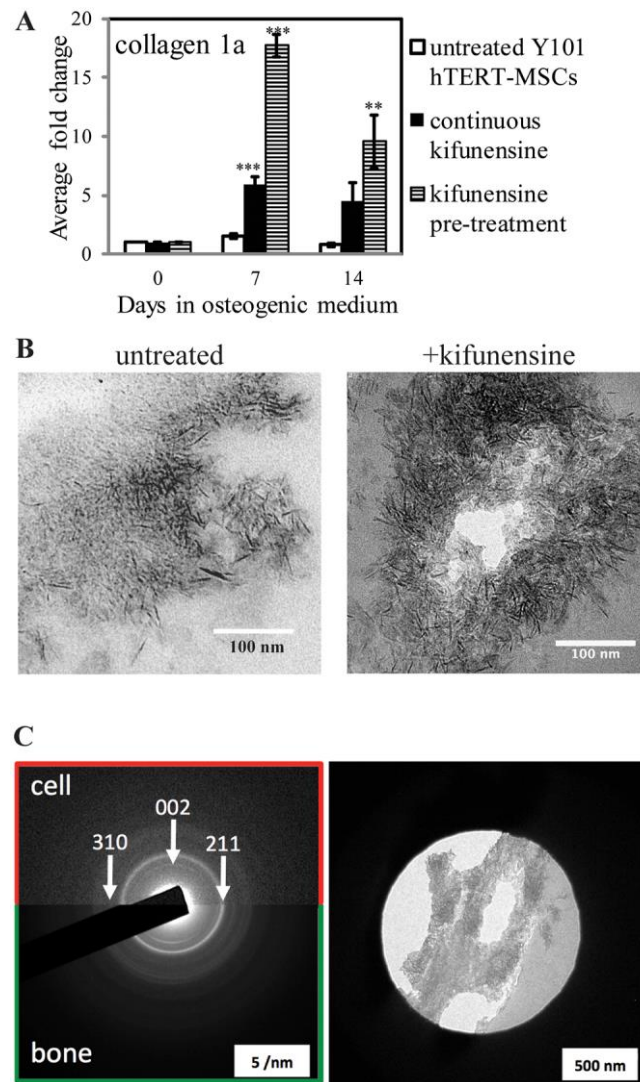 A
collagen 1a
Average fold change
20
15
10
5
0
***
***
**
0
7
14
Days in osteogenic medium
untreated Y101
hTERT-MSCs
continuous
kifunensine
kifunensine
pre-treatment
B
untreated
+kifunensine
100 nm
100 nm
C
cell
002
310
211
bone
5 /nm
500 nm